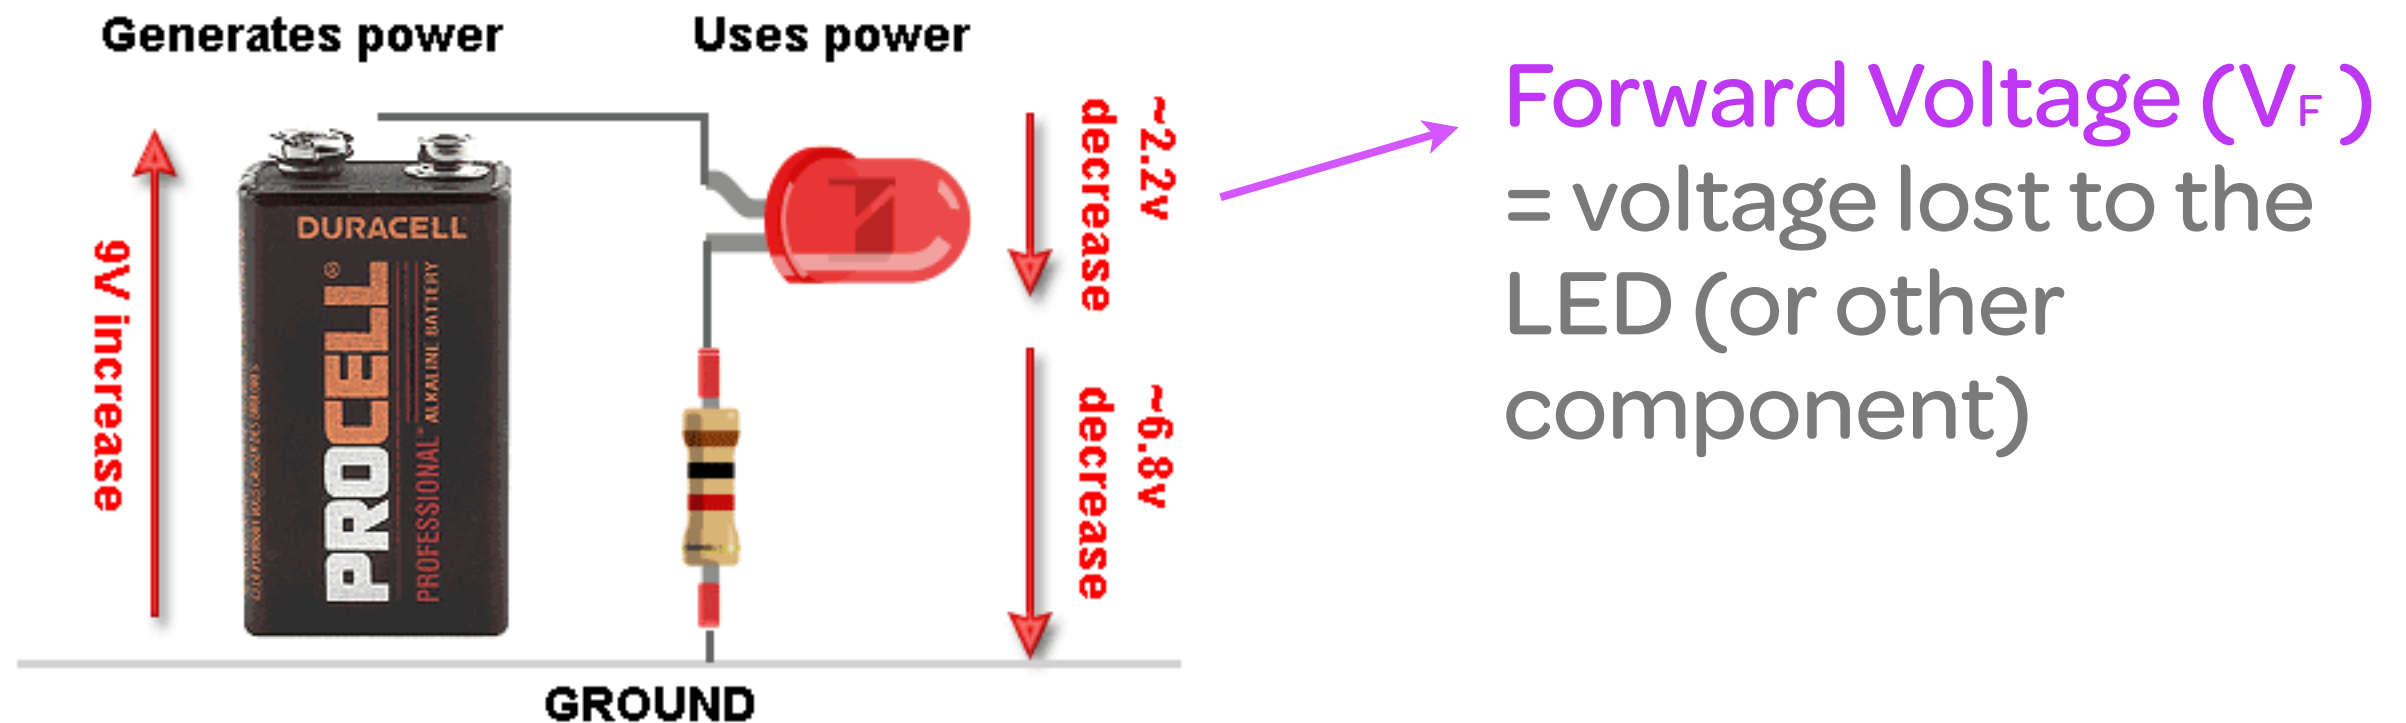 Generates power
Uses power
9V increase
DURACELL
PROCELL®
PROFESSIONAL® ALKALINE BATTERY
~2.2v
decrease
~6.8v
decrease
GROUND
Forward Voltage (VF )
= voltage lost to the
LED (or other
component)